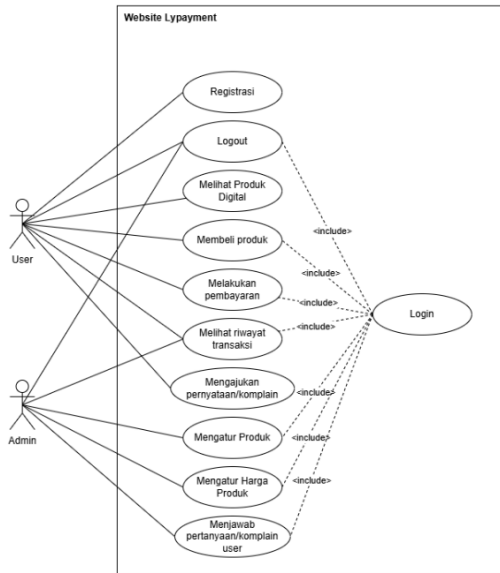 Website Lypayment
Registrasi
Logout
Melihat Produk
Digital
<include>
Membeli produk
User
<include>
Melakukan
pembayaran
<include>
Login
Melihat riwayat
transaksi
<include>
Mengajukan
pernyataan/komplain
<include>
Admin
Mengatur Produk
<include>
Mengatur Harga
Produk
<include>
Menjawab
pertanyaan/komplain
user